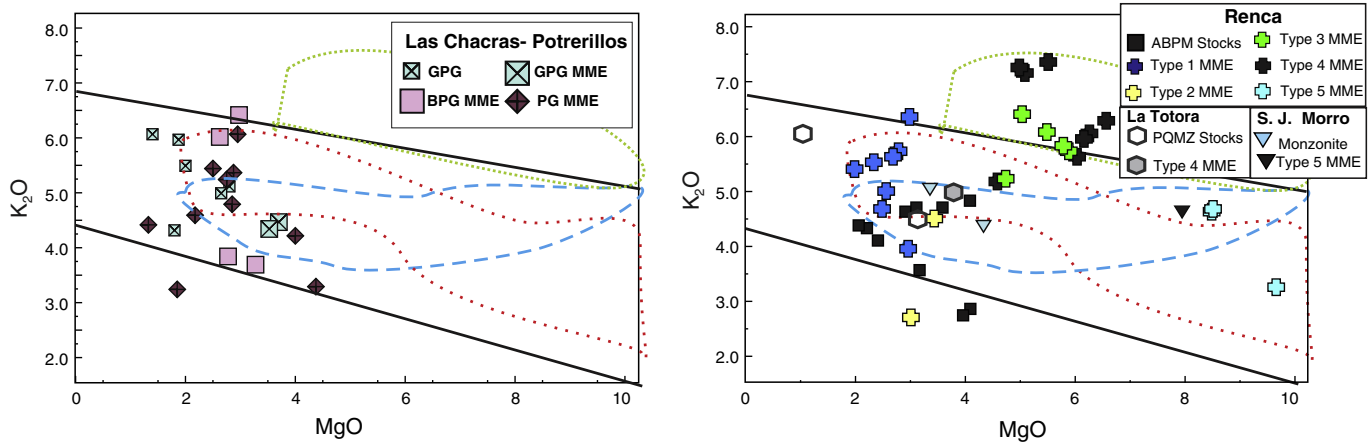 8.0
7.0
6.0
5.0
4.0
3.0
2.0
K₂O
0
2
4
6
8
10
MgO
Las Chacras- Potrerillos
GPG
GPG MME
BPG MME
PG MME
8.0
7.0
6.0
5.0
4.0
3.0
2.0
K₂O
0
2
4
6
8
10
MgO
Renca
ABPM Stocks
Type 3 MME
Type 1 MME
Type 4 MME
Type 2 MME
Type 5 MME
La Totora
PQMZ Stocks
Type 4 MME
S. J. Morro
Monzonite
Type 5 MME